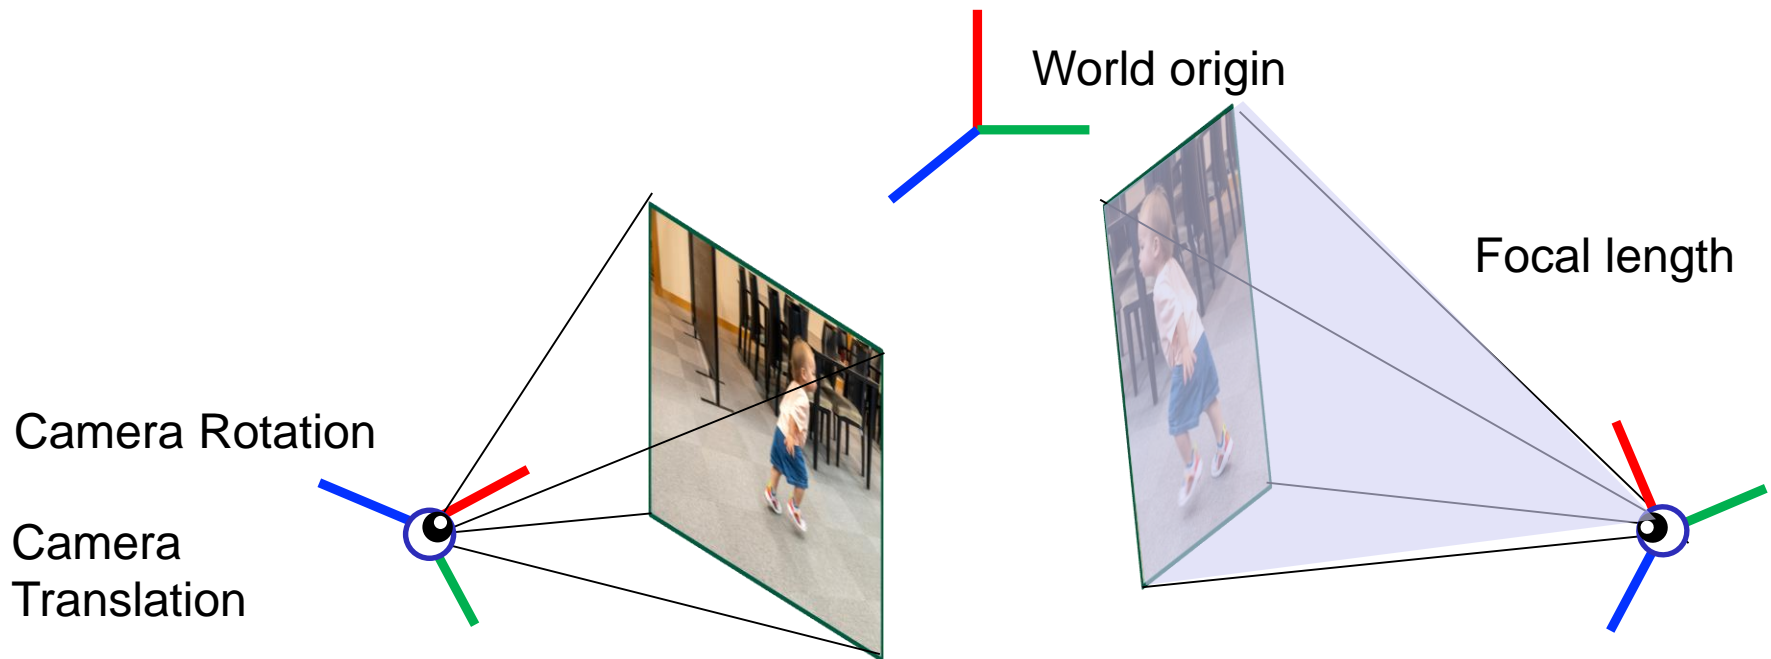 World origin
Focal length
Camera Rotation
Camera
Translation